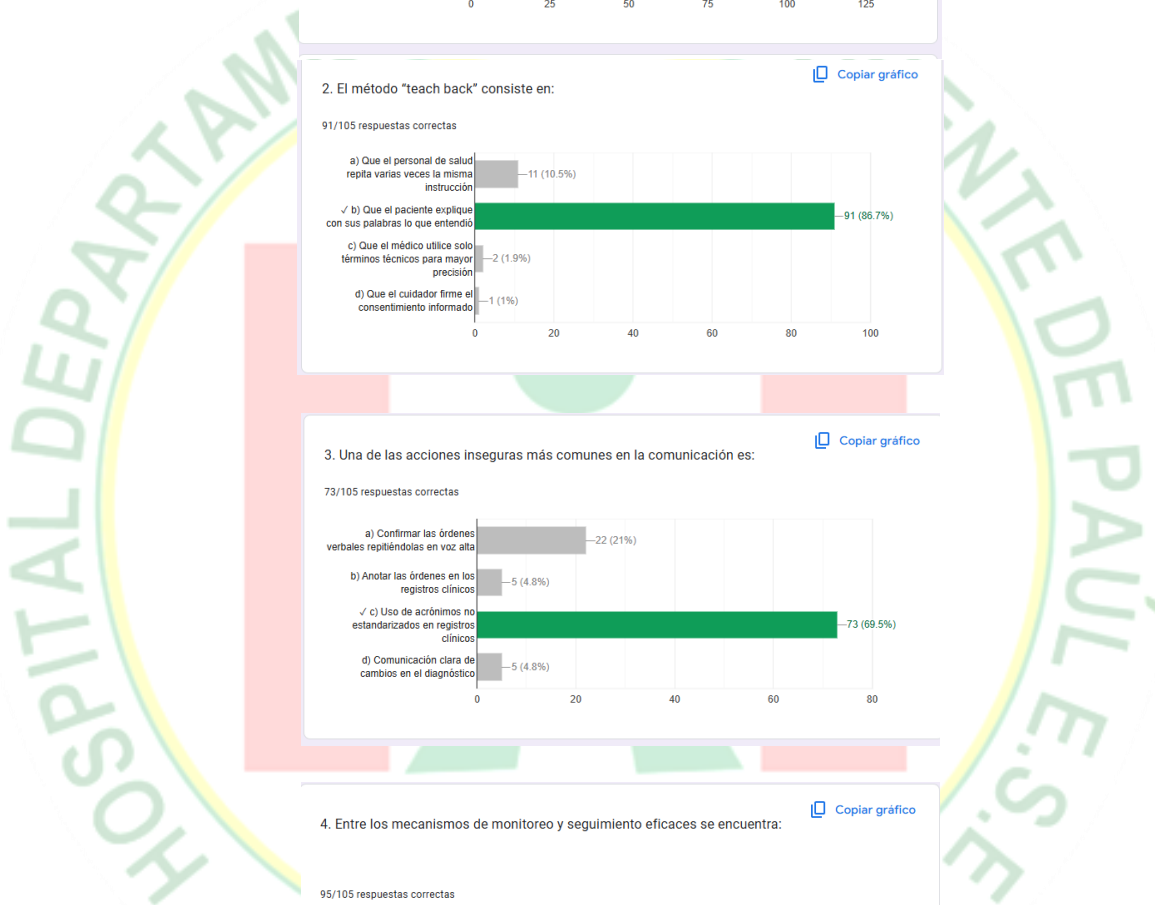 0 25 50 75 100 125
Copiar gráfico
2. El método “teach back” consiste en:
91/105 respuestas correctas
a) Que el personal de salud
repita varias veces la misma
instrucción
11 (10.5%)
✓ b) Que el paciente explique
con sus palabras lo que entendió
91 (86.7%)
c) Que el médico utilice solo
términos técnicos para mayor
precisión
2 (1.9%)
d) Que el cuidador firme el
consentimiento informado
1 (1%)
0 20 40 60 80 100
Copiar gráfico
3. Una de las acciones inseguras más comunes en la comunicación es:
73/105 respuestas correctas
a) Confirmar las órdenes
verbales repitiéndolas en voz alta
22 (21%)
b) Anotar las órdenes en los
registros clínicos
5 (4.8%)
✓ c) Uso de acrónimos no
estandarizados en registros
clínicos
73 (69.5%)
d) Comunicación clara de
cambios en el diagnóstico
5 (4.8%)
0 20 40 60 80
Copiar gráfico
4. Entre los mecanismos de monitoreo y seguimiento eficaces se encuentra:
95/105 respuestas correctas
HOSPITAL DEPARTAM
NTE DE PAÚL E.S.E